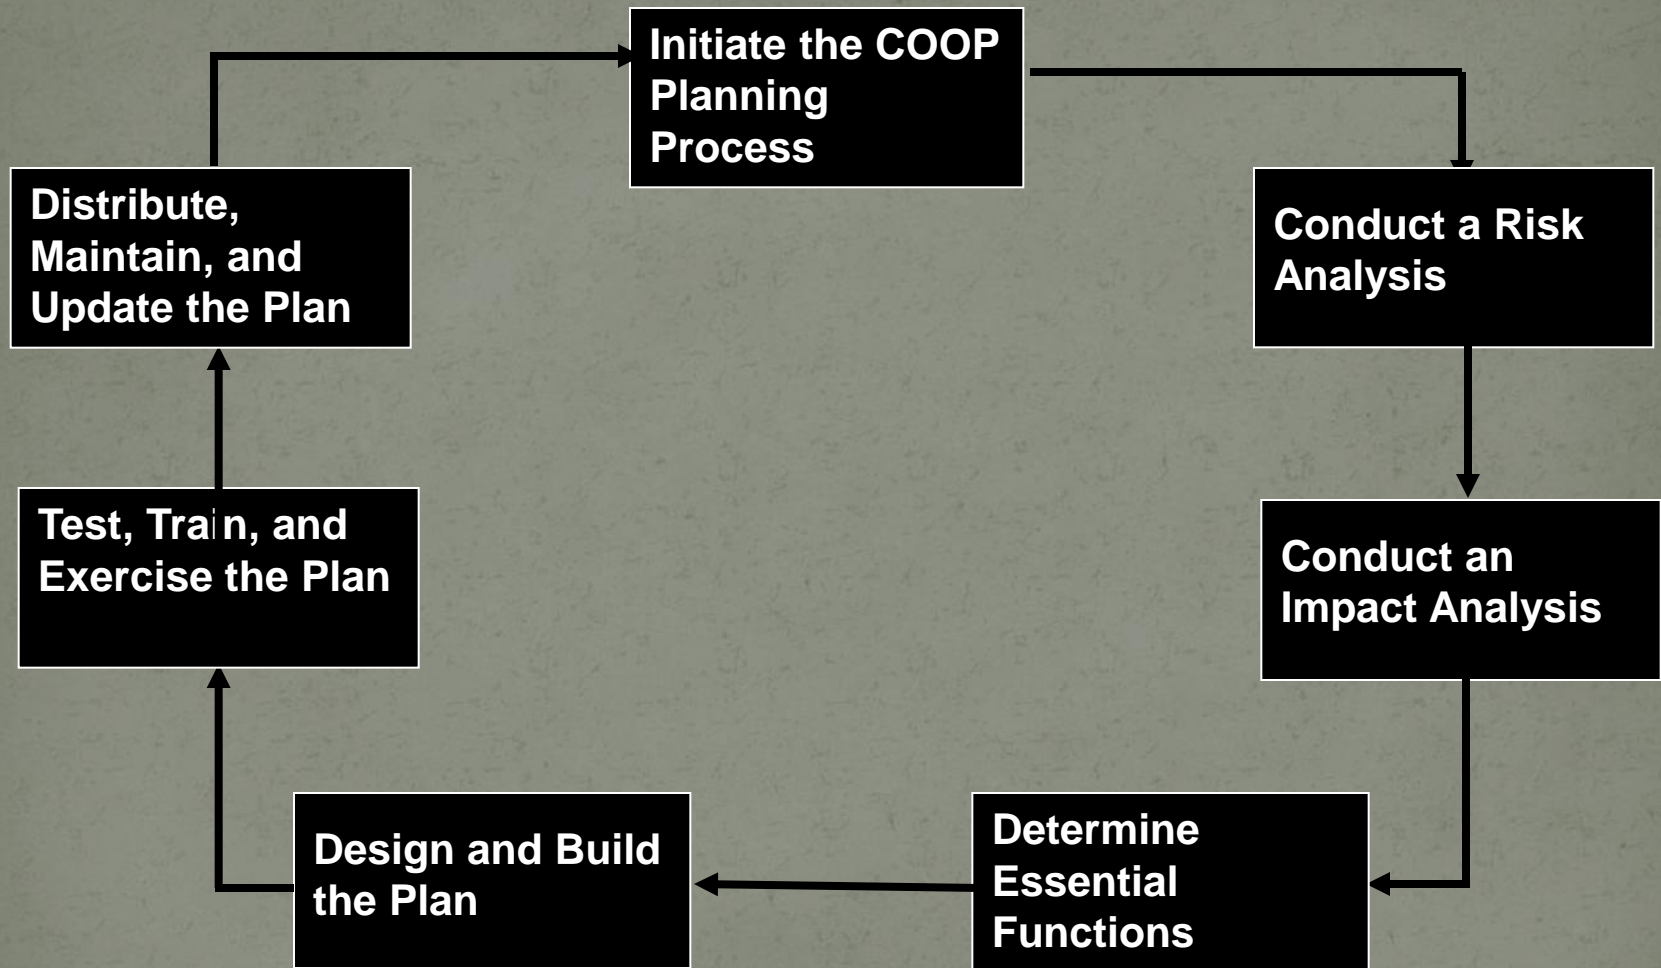 Initiate the COOP
Planning
Process
Conduct a Risk
Analysis
Conduct an
Impact Analysis
Determine
Essential
Functions
Design and Build
the Plan
Test, Train, and
Exercise the Plan
Distribute,
Maintain, and
Update the Plan